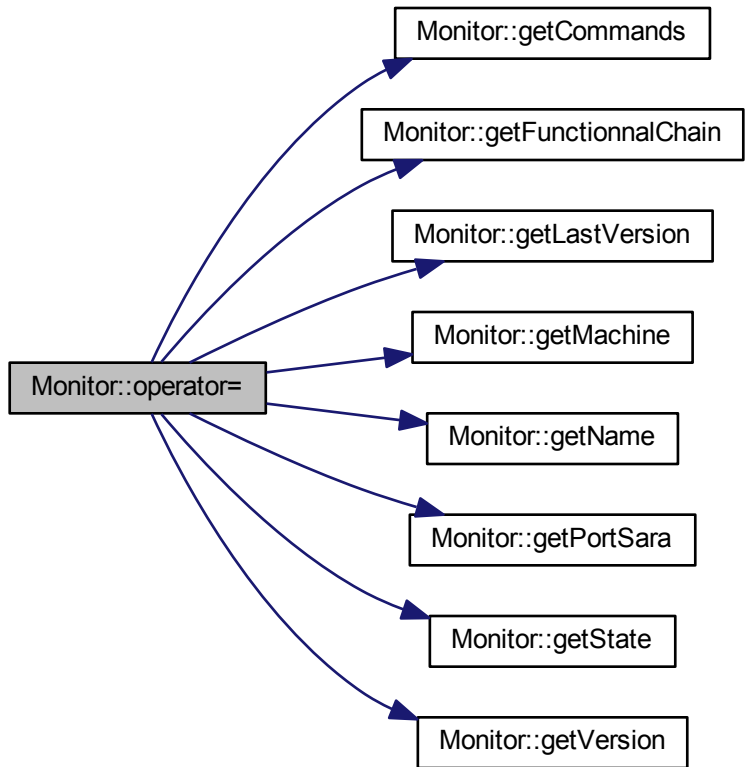 Monitor::getCommands
Monitor::getFunctionnalChain
Monitor::getLastVersion
Monitor::getMachine
Monitor::operator=
Monitor::getName
Monitor::getPortSara
Monitor::getState
Monitor::getVersion